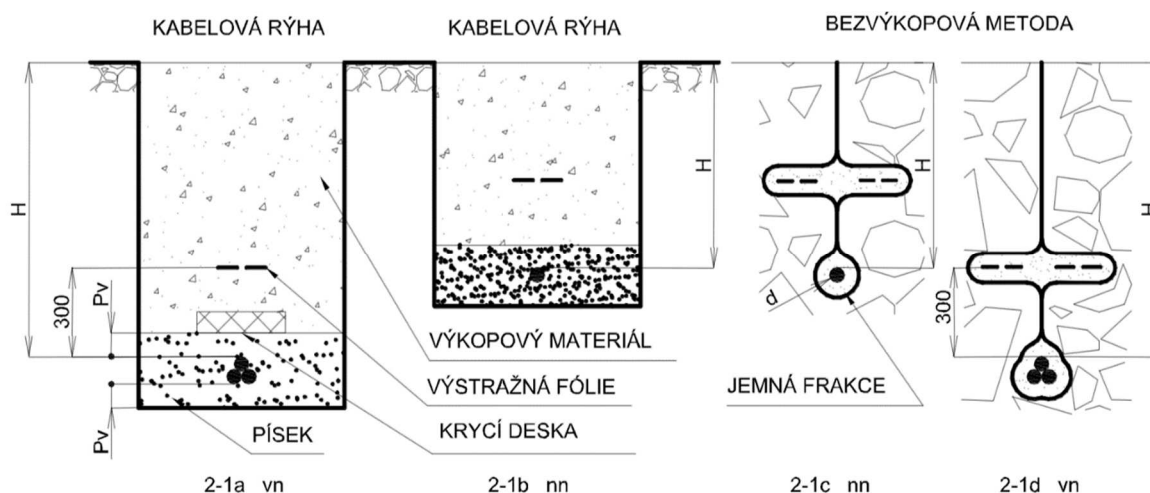 KABELOVÁ RÝHA
KABELOVÁ RÝHA
BEZVÝKOPOVÁ METODA
H
300
Pv
Pv
H
H
d
H
300
VÝKOPOVÝ MATERIÁL
VÝSTRAŽNÁ FÓLIE
KRYCÍ DESKA
PÍSEK
JEMNÁ FRAKCE
2-1a vn
2-1b nn
2-1c nn
2-1d vn